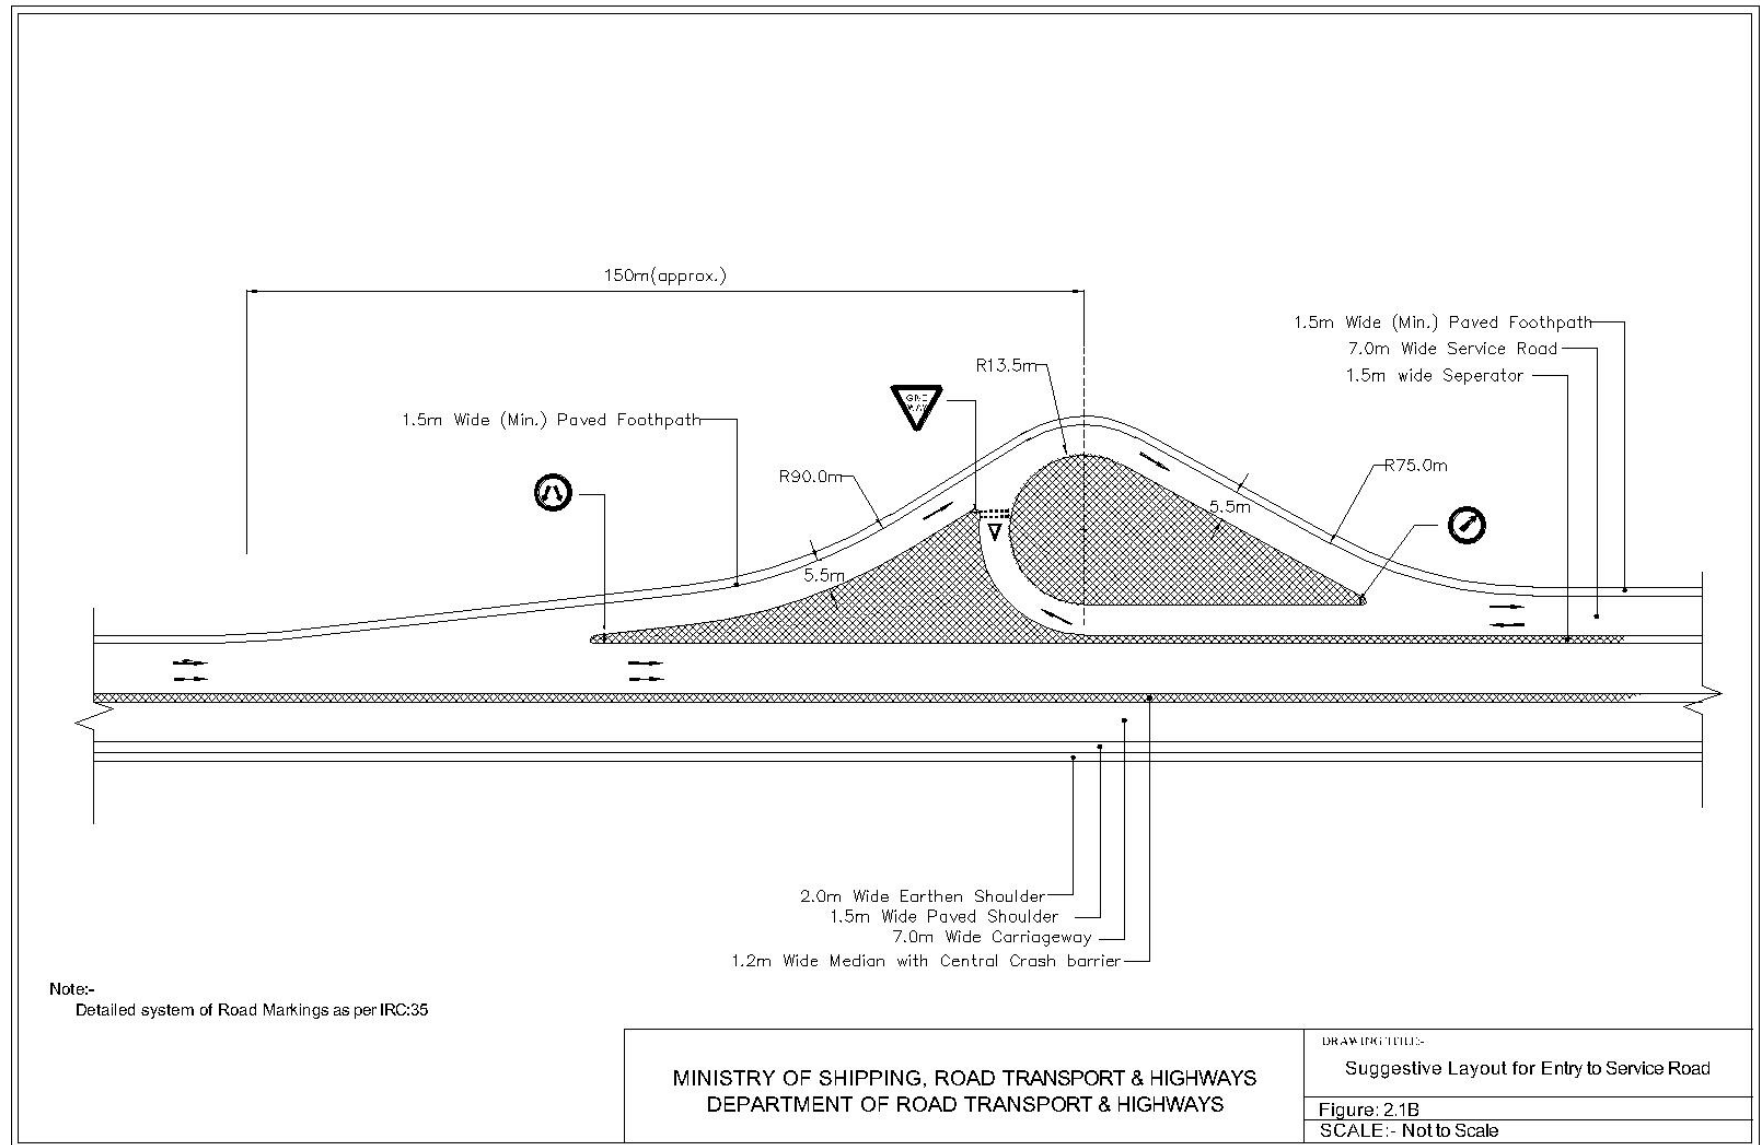 150m(approx.)
1.5m Wide (Min.) Paved Foothpath
7.0m Wide Service Road
1.5m wide Seperator
R13.5m
GIVE
WAY
1.5m Wide (Min.) Paved Foothpath
R90.0m
R75.0m
5.5m
5.5m
2.0m Wide Earthen Shoulder
1.5m Wide Paved Shoulder
7.0m Wide Carriageway
1.2m Wide Median with Central Crash barrier
Note:-
Detailed system of Road Markings as per IRC:35
MINISTRY OF SHIPPING, ROAD TRANSPORT & HIGHWAYS
DEPARTMENT OF ROAD TRANSPORT & HIGHWAYS
DRAWING TITLE:-
Suggestive Layout for Entry to Service Road
Figure: 2.1B
SCALE:- Not to Scale